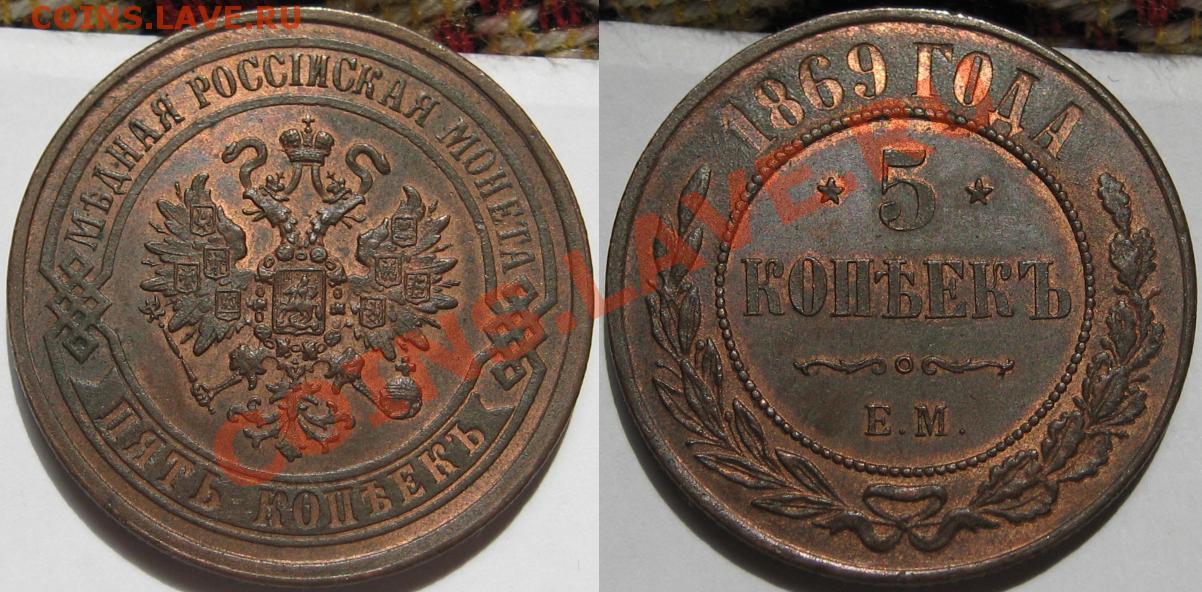 COINS.LAVE.RU
МѢДНАЯ РОССІЙСКАЯ МОНЕТА
ПЯТЬ КОПѢЕКЪ
1869 ГОДА
5
КОПѢЕКЪ
Е.М.